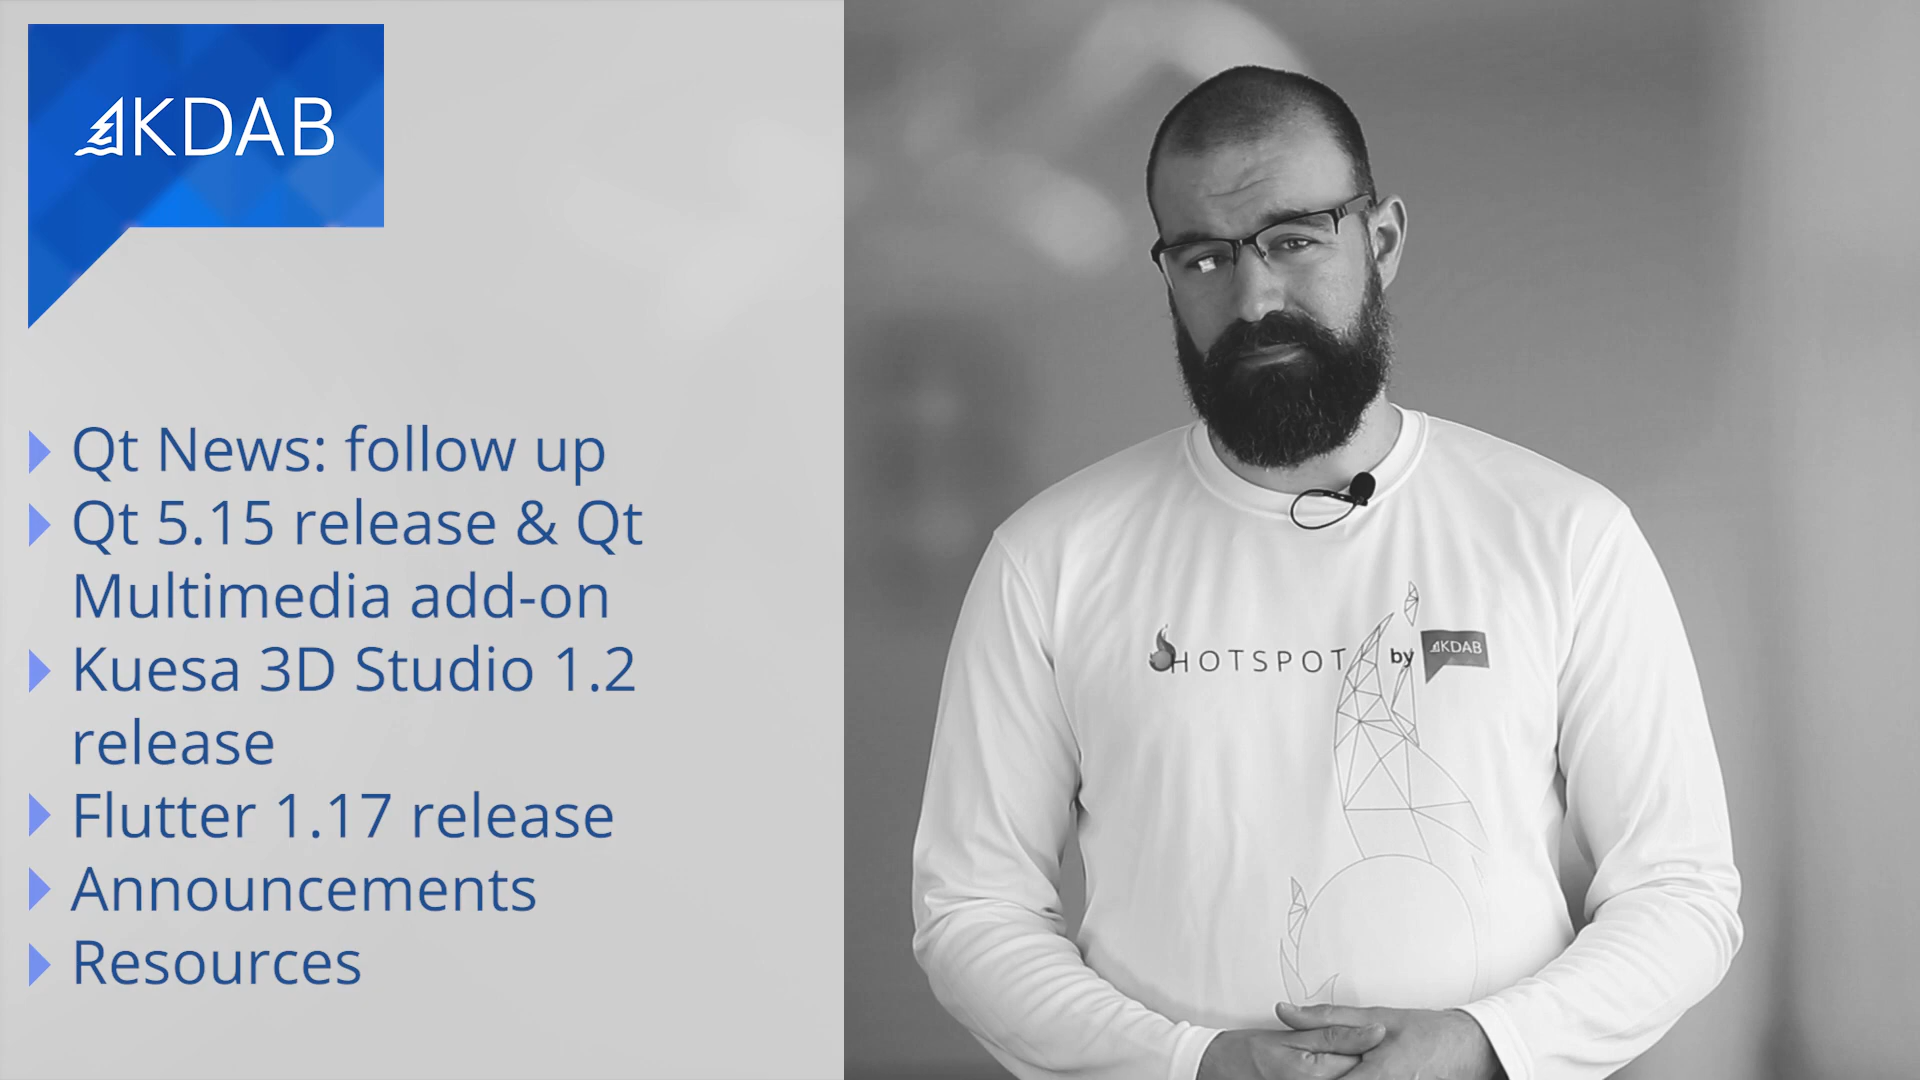 KDAB
Qt News: follow up
Qt 5.15 release & Qt
Multimedia add-on
Kuesa 3D Studio 1.2
release
Flutter 1.17 release
Announcements
Resources
HOTSPOT by KDAB